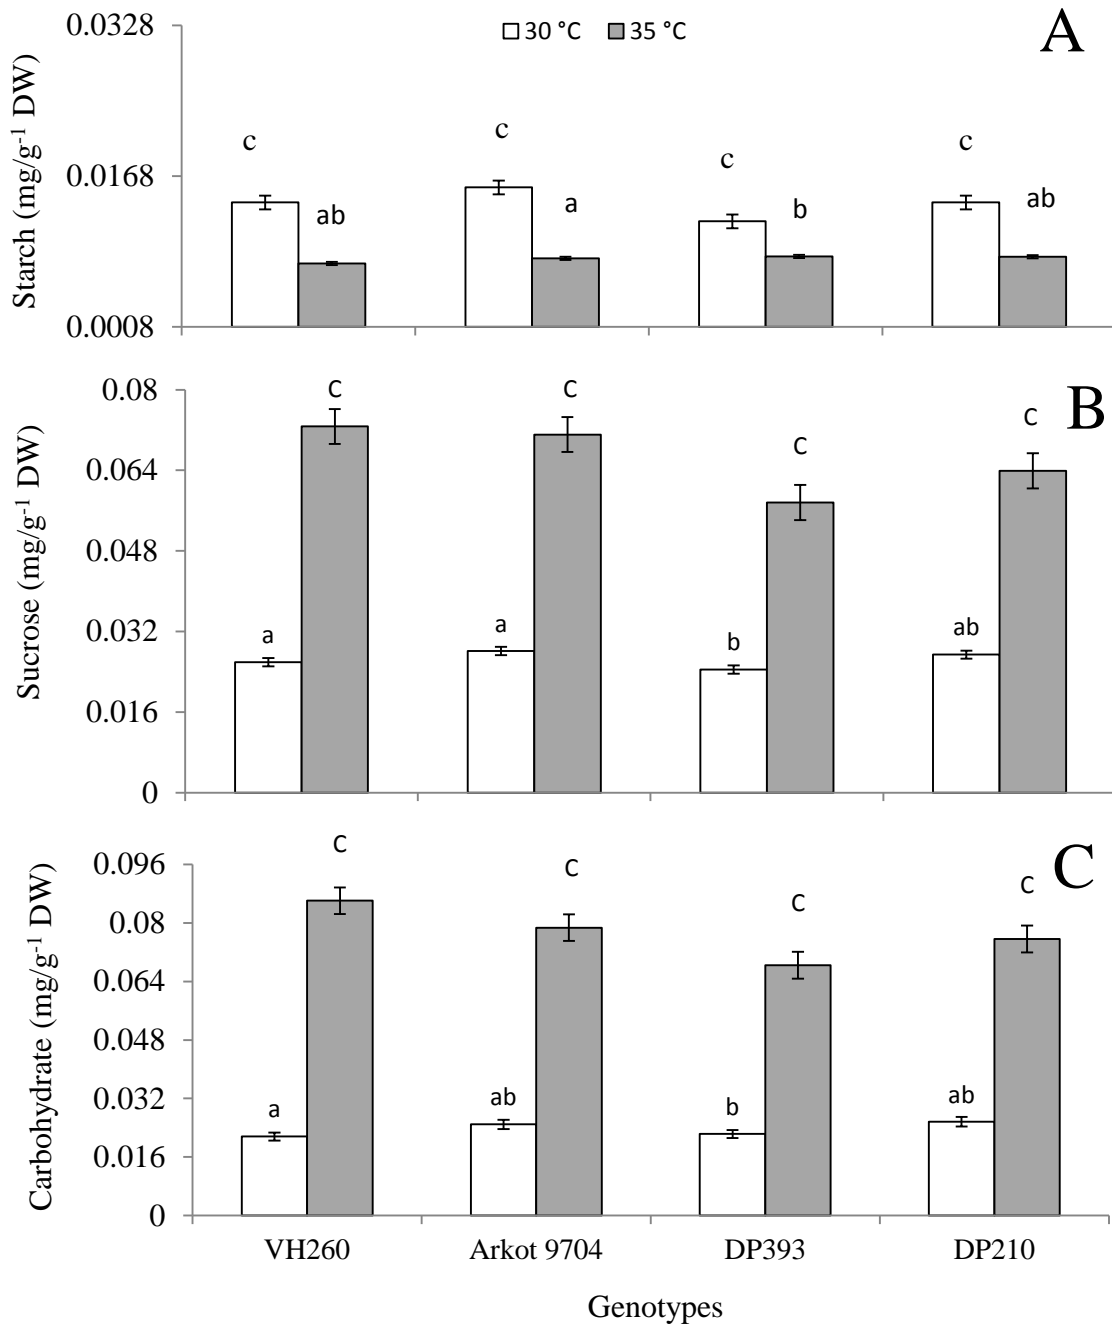 A
30 °C 35 °C
0.0328
0.0168
0.0008
Starch (mg/g-1 DW)
c ab c a c b c ab
B
0.08
0.064
0.048
0.032
0.016
0
Sucrose (mg/g-1 DW)
a C a C b C ab C
C
0.096
0.08
0.064
0.048
0.032
0.016
0
Carbohydrate (mg/g-1 DW)
a C ab C b C ab C
VH260 Arkot 9704 DP393 DP210
Genotypes